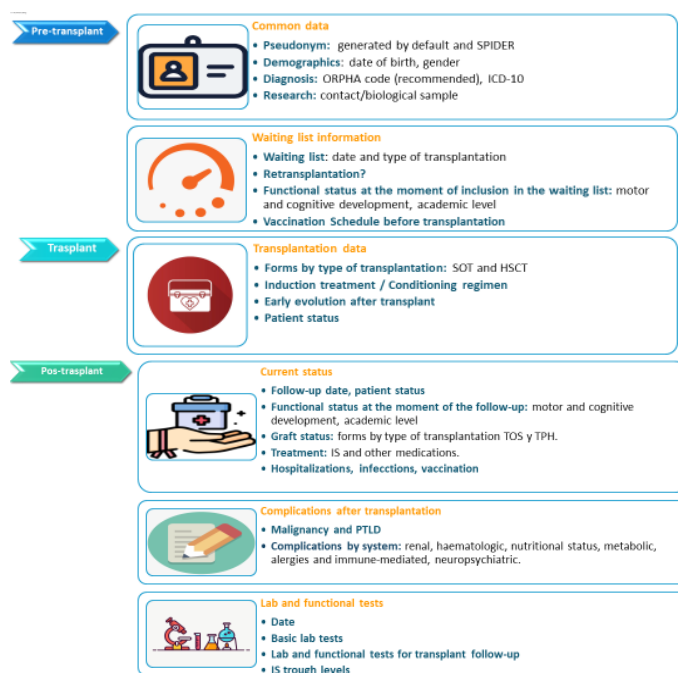 Pre-transplant
Common data
• Pseudonym: generated by default and SPIDER
• Demographics: date of birth, gender
• Diagnosis: ORPHA code (recommended), ICD-10
• Research: contact/biological sample
Waiting list information
• Waiting list: date and type of transplantation
• Retransplantation?
• Functional status at the moment of inclusion in the waiting list: motor
and cognitive development, academic level
• Vaccination Schedule before transplantation
Trasplant
Transplantation data
• Forms by type of transplantation: SOT and HSCT
• Induction treatment / Conditioning regimen
• Early evolution after transplant
• Patient status
Pos-trasplant
Current status
• Follow-up date, patient status
• Functional status at the moment of the follow-up: motor and cognitive
development, academic level
• Graft status: forms by type of transplantation TOS y TPH.
• Treatment: IS and other medications.
• Hospitalizations, infecctions, vaccination
Complications after transplantation
• Malignancy and PTLD
• Complications by system: renal, haematologic, nutritional status, metabolic,
alergies and immune-mediated, neuropsychiatric.
Lab and functional tests
• Date
• Basic lab tests
• Lab and functional tests for transplant follow-up
• IS trough levels